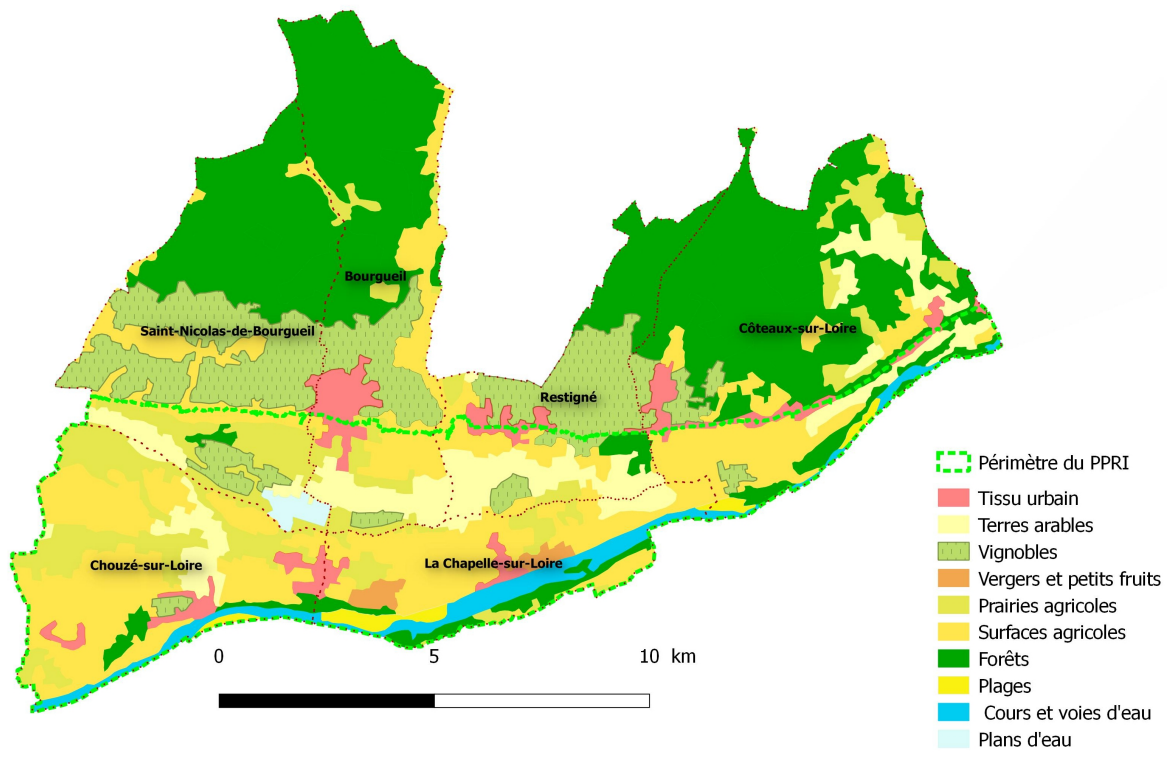 Bourgueil
Saint-Nicolas-de-Bourgueil
Côteaux-sur-Loire
Restigné
Chouzé-sur-Loire
La Chapelle-sur-Loire
0 5 10 km
Périmètre du PPRI
Tissu urbain
Terres arables
Vignobles
Vergers et petits fruits
Prairies agricoles
Surfaces agricoles
Forêts
Plages
Cours et voies d'eau
Plans d'eau